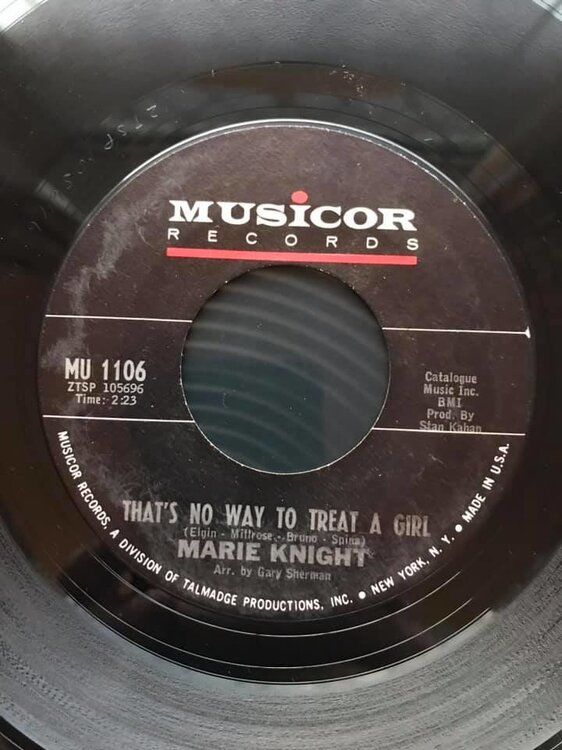 MUSICOR
RECORDS
MU 1106
ZTSP 105696
Time: 2:23
Catalogue
Music Inc.
BMI
Prod. By
Stan Kahan
THAT'S NO WAY TO TREAT A GIRL
(Elgin - Millrose - Bruno - Spina)
MARIE KNIGHT
Arr. by Gary Sherman
MUSICOR RECORDS, A DIVISION OF TALMADGE PRODUCTIONS, INC. • NEW YORK, N. Y. • MADE IN U.S.A.